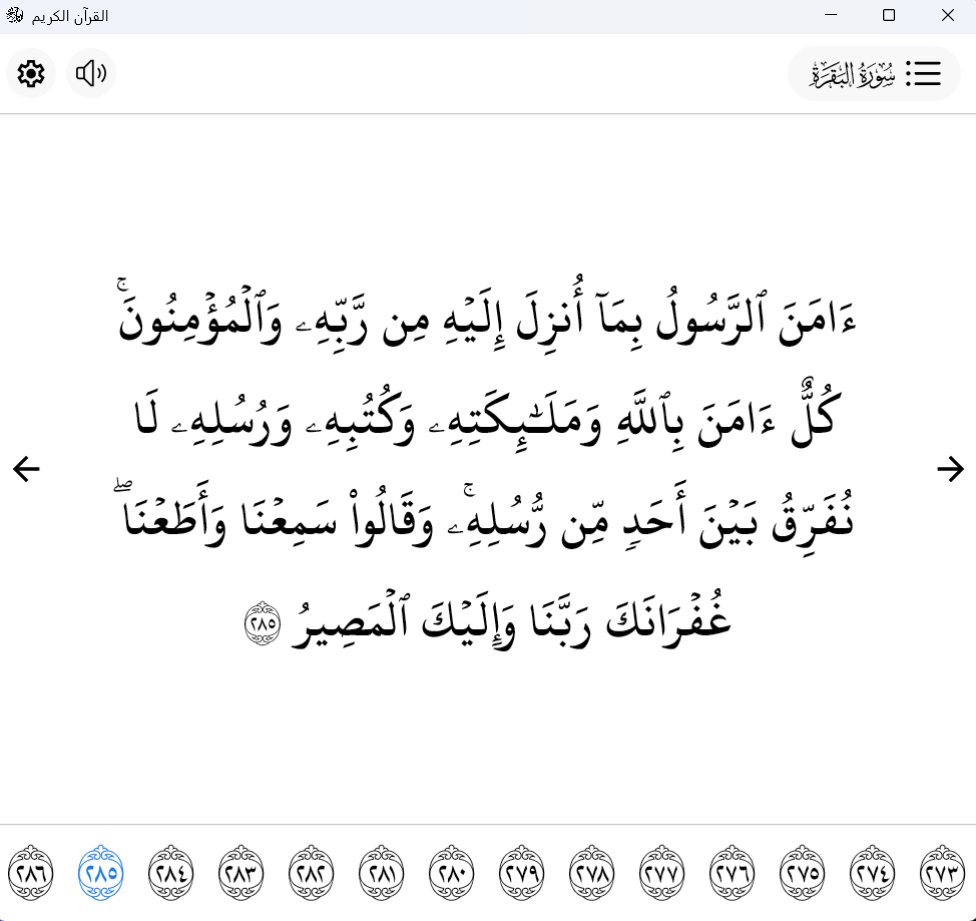 القرآن الكريم
سُورَةُ البَقَرَةِ
ءَامَنَ ٱلرَّسُولُ بِمَآ أُنزِلَ إِلَيۡهِ مِن رَّبِّهِۦ وَٱلۡمُؤۡمِنُونَۚ
كُلٌّ ءَامَنَ بِٱللَّهِ وَمَلَٰٓئِكَتِهِۦ وَكُتُبِهِۦ وَرُسُلِهِۦ لَا
نُفَرِّقُ بَيۡنَ أَحَدٖ مِّن رُّسُلِهِۦۚ وَقَالُواْ سَمِعۡنَا وَأَطَعۡنَاۖ
غُفۡرَانَكَ رَبَّنَا وَإِلَيۡكَ ٱلۡمَصِيرُ ٢٨٥
٢٧٣ ٢٧٤ ٢٧٥ ٢٧٦ ٢٧٧ ٢٧٨ ٢٧٩ ٢٨٠ ٢٨١ ٢٨٢ ٢٨٣ ٢٨٤ ٢٨٥ ٢٨٦